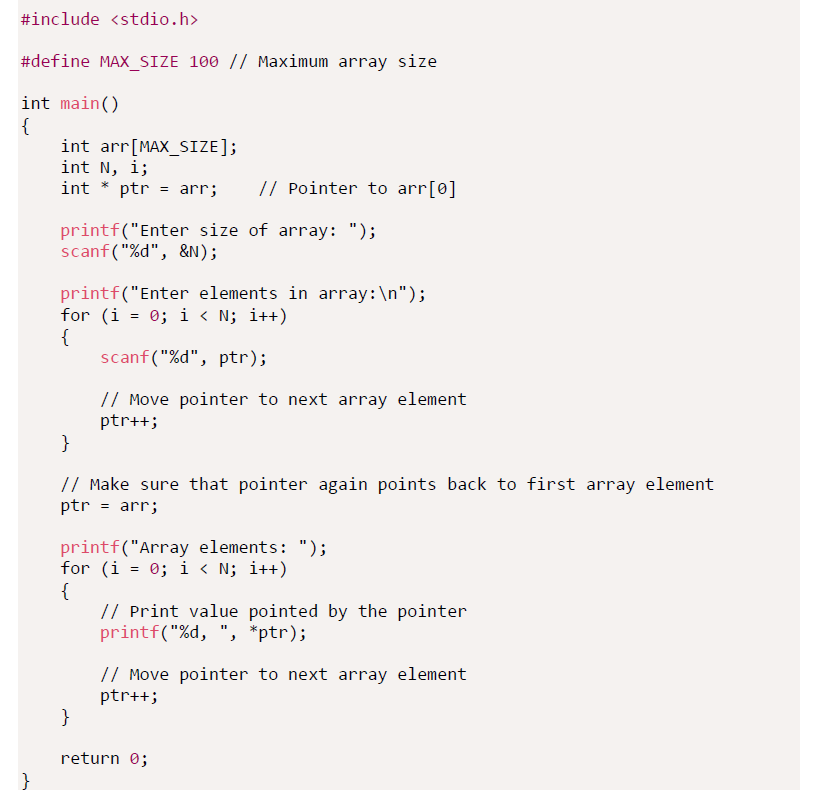 #include <stdio.h>

#define MAX_SIZE 100 // Maximum array size

int main()
{
    int arr[MAX_SIZE];
    int N, i;
    int * ptr = arr;    // Pointer to arr[0]

    printf("Enter size of array: ");
    scanf("%d", &N);

    printf("Enter elements in array:\n");
    for (i = 0; i < N; i++)
    {
        scanf("%d", ptr);

        // Move pointer to next array element
        ptr++;
    }

    // Make sure that pointer again points back to first array element
    ptr = arr;

    printf("Array elements: ");
    for (i = 0; i < N; i++)
    {
        // Print value pointed by the pointer
        printf("%d, ", *ptr);

        // Move pointer to next array element
        ptr++;
    }

    return 0;
}